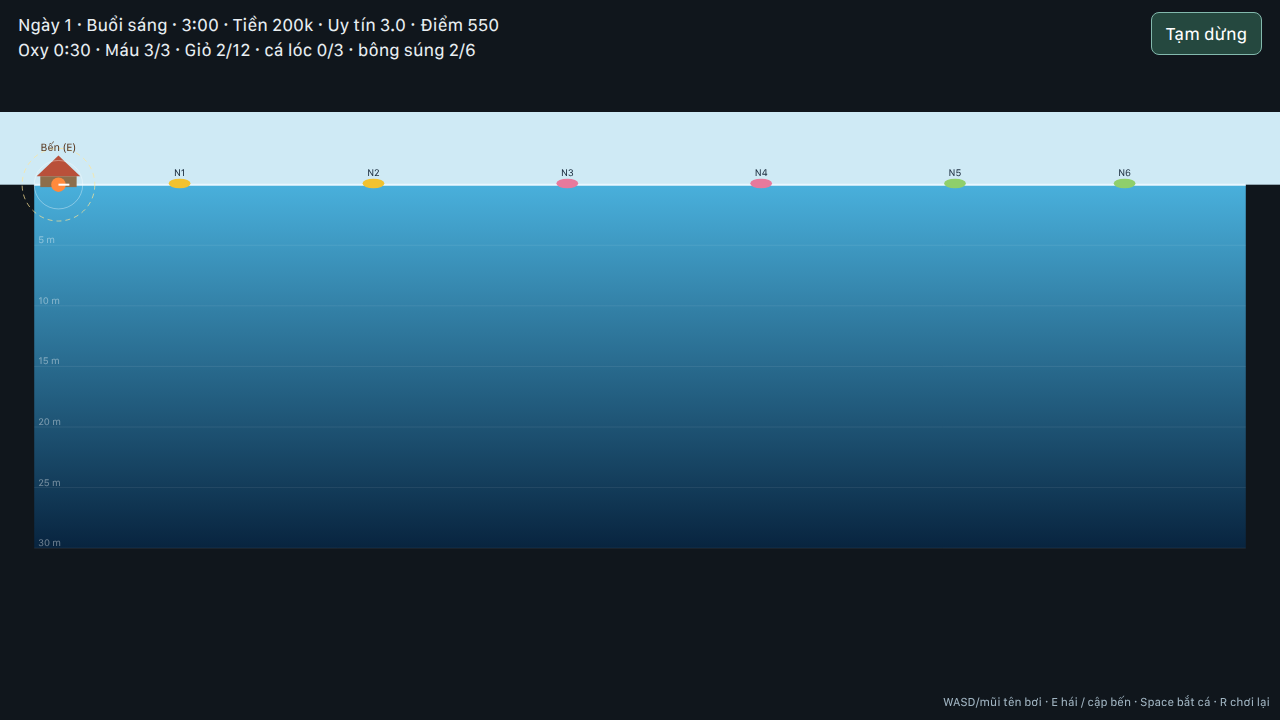 Ngày 1 · Buổi sáng · 3:00 · Tiền 200k · Uy tín 3.0 · Điểm 550
Oxy 0:30 · Máu 3/3 · Giỏ 2/12 · cá lóc 0/3 · bông súng 2/6
Tạm dừng
Bến (E)
N1
N2
N3
N4
N5
N6
5 m
10 m
15 m
20 m
25 m
30 m
WASD/mũi tên bơi · E hái / cập bến · Space bắt cá · R chơi lại